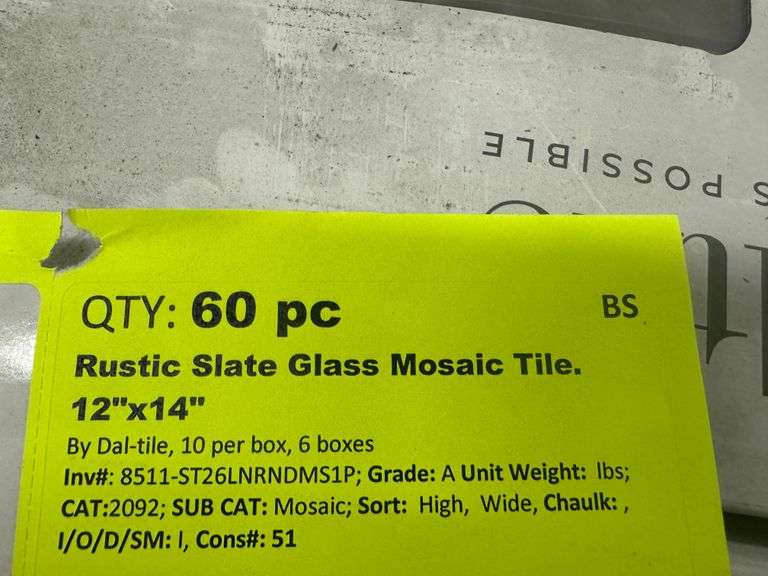 S POSSIBLE
QTY: 60 pc BS
Rustic Slate Glass Mosaic Tile.
12"x14"
By Dal-tile, 10 per box, 6 boxes
Inv#: 8511-ST26LNRNDMS1P; Grade: A Unit Weight: lbs;
CAT:2092; SUB CAT: Mosaic; Sort: High, Wide, Chaulk: ,
I/O/D/SM: I, Cons#: 51